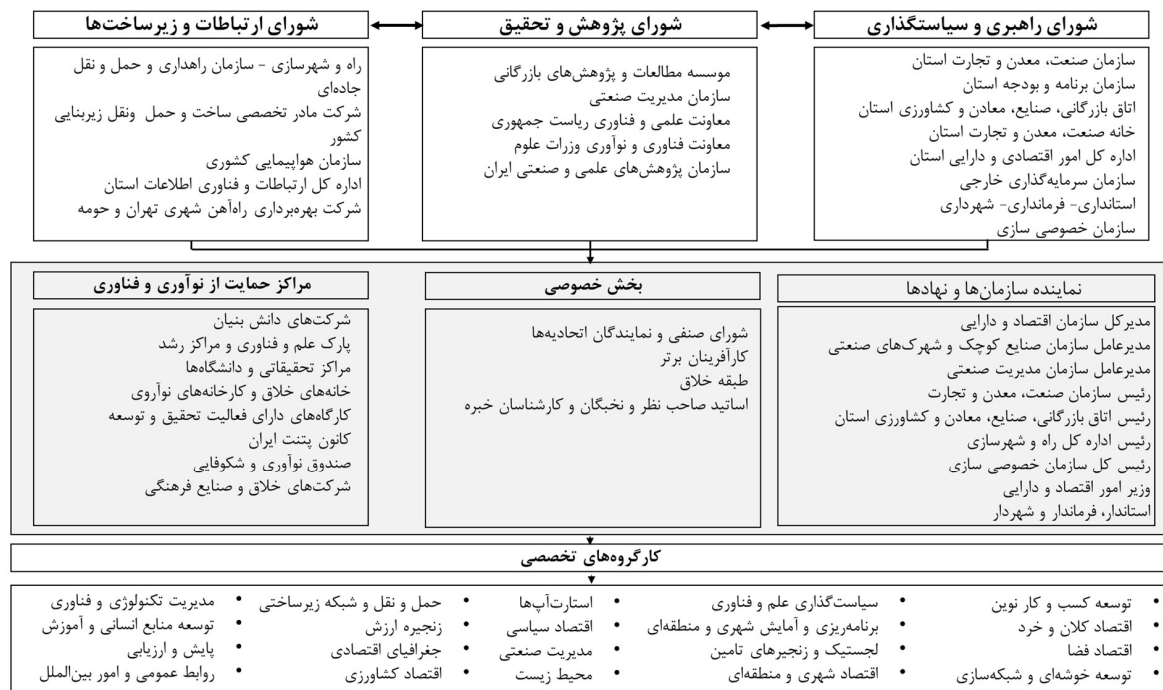 شورای راهبری و سیاستگذاری
سازمان صنعت، معدن و تجارت استان
سازمان برنامه و بودجه استان
اتاق بازرگانی، صنایع، معادن و کشاورزی استان
خانه صنعت، معدن و تجارت استان
اداره کل امور اقتصادی و دارایی استان
سازمان سرمایه‌گذاری خارجی
استانداری- فرمانداری- شهرداری
سازمان خصوصی سازی
شورای پژوهش و تحقیق
موسسه مطالعات و پژوهش‌های بازرگانی
سازمان مدیریت صنعتی
معاونت علمی و فناوری ریاست جمهوری
معاونت فناوری و نوآوری وزرات علوم
سازمان پژوهش‌های علمی و صنعتی ایران
شورای ارتباطات و زیرساخت‌ها
راه و شهرسازی - سازمان راهداری و حمل و نقل
جاده‌ای
شرکت مادر تخصصی ساخت و حمل ونقل زیربنایی
کشور
سازمان هواپیمایی کشوری
اداره کل ارتباطات و فناوری اطلاعات استان
شرکت بهره‌برداری راه‌آهن شهری تهران و حومه
نماینده سازمان‌ها و نهادها
مدیرکل سازمان اقتصاد و دارایی
مدیرعامل سازمان صنایع کوچک و شهرک‌های صنعتی
مدیرعامل سازمان مدیریت صنعتی
رئیس سازمان صنعت، معدن و تجارت
رئیس اتاق بازرگانی، صنایع، معادن و کشاورزی استان
رئیس اداره کل راه و شهرسازی
رئیس کل سازمان خصوصی سازی
وزیر امور اقتصاد و دارایی
استاندار، فرماندار و شهردار
بخش خصوصی
شورای صنفی و نمایندگان اتحادیه‌ها
کارآفرینان برتر
طبقه خلاق
اساتید صاحب نظر و نخبگان و کارشناسان خبره
مراکز حمایت از نوآوری و فناوری
شرکت‌های دانش بنیان
پارک علم و فناوری و مراکز رشد
مراکز تحقیقاتی و دانشگاه‌ها
خانه‌های خلاق و کارخانه‌های نوآروی
کارگاه‌های دارای فعالیت تحقیق و توسعه
کانون پتنت ایران
صندوق نوآوری و شکوفایی
شرکت‌های خلاق و صنایع فرهنگی
کارگروه‌های تخصصی
• توسعه کسب و کار نوین
• اقتصاد کلان و خرد
• اقتصاد فضا
• توسعه خوشه‌ای و شبکه‌سازی
• سیاست‌گذاری علم و فناوری
• برنامه‌ریزی و آمایش شهری و منطقه‌ای
• لجستیک و زنجیرهای تامین
• اقتصاد شهری و منطقه‌ای
• استارت‌آپ‌ها
• اقتصاد سیاسی
• مدیریت صنعتی
• محیط زیست
• حمل و نقل و شبکه زیرساختی
• زنجیره ارزش
• جغرافیای اقتصادی
• اقتصاد کشاورزی
• مدیریت تکنولوژی و فناوری
• توسعه منابع انسانی و آموزش
• پایش و ارزیابی
• روابط عمومی و امور بین‌الملل